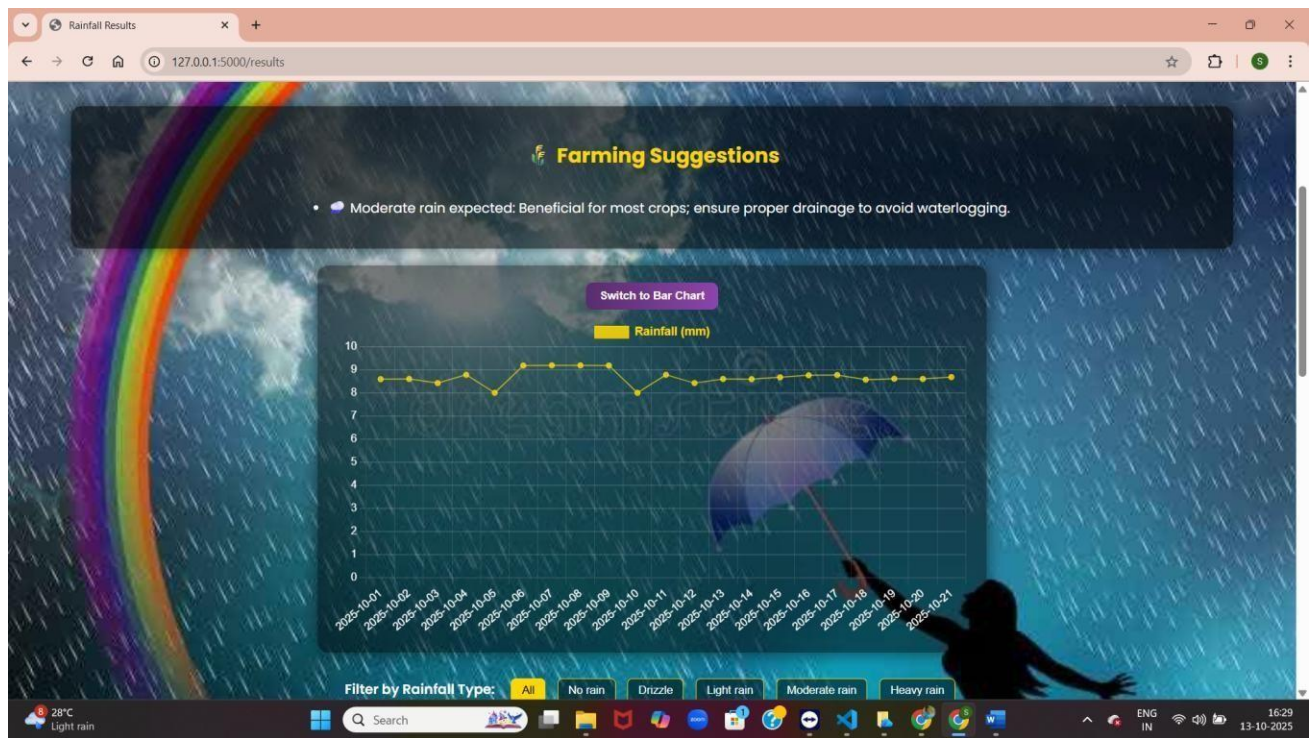 Rainfall Results
127.0.0.1:5000/results
S
Farming Suggestions
• Moderate rain expected: Beneficial for most crops; ensure proper drainage to avoid waterlogging.
Switch to Bar Chart
Rainfall (mm)
10
9
8
7
6
5
4
3
2
1
0
2025-10-01
2025-10-02
2025-10-03
2025-10-04
2025-10-05
2025-10-06
2025-10-07
2025-10-08
2025-10-09
2025-10-10
2025-10-11
2025-10-12
2025-10-13
2025-10-14
2025-10-15
2025-10-16
2025-10-17
2025-10-18
2025-10-19
2025-10-20
2025-10-21
Filter by Rainfall Type: All No rain Drizzle Light rain Moderate rain Heavy rain
8
28°C
Light rain
Search
zoom
1
S
W
ENG
IN
16:29
13-10-2025